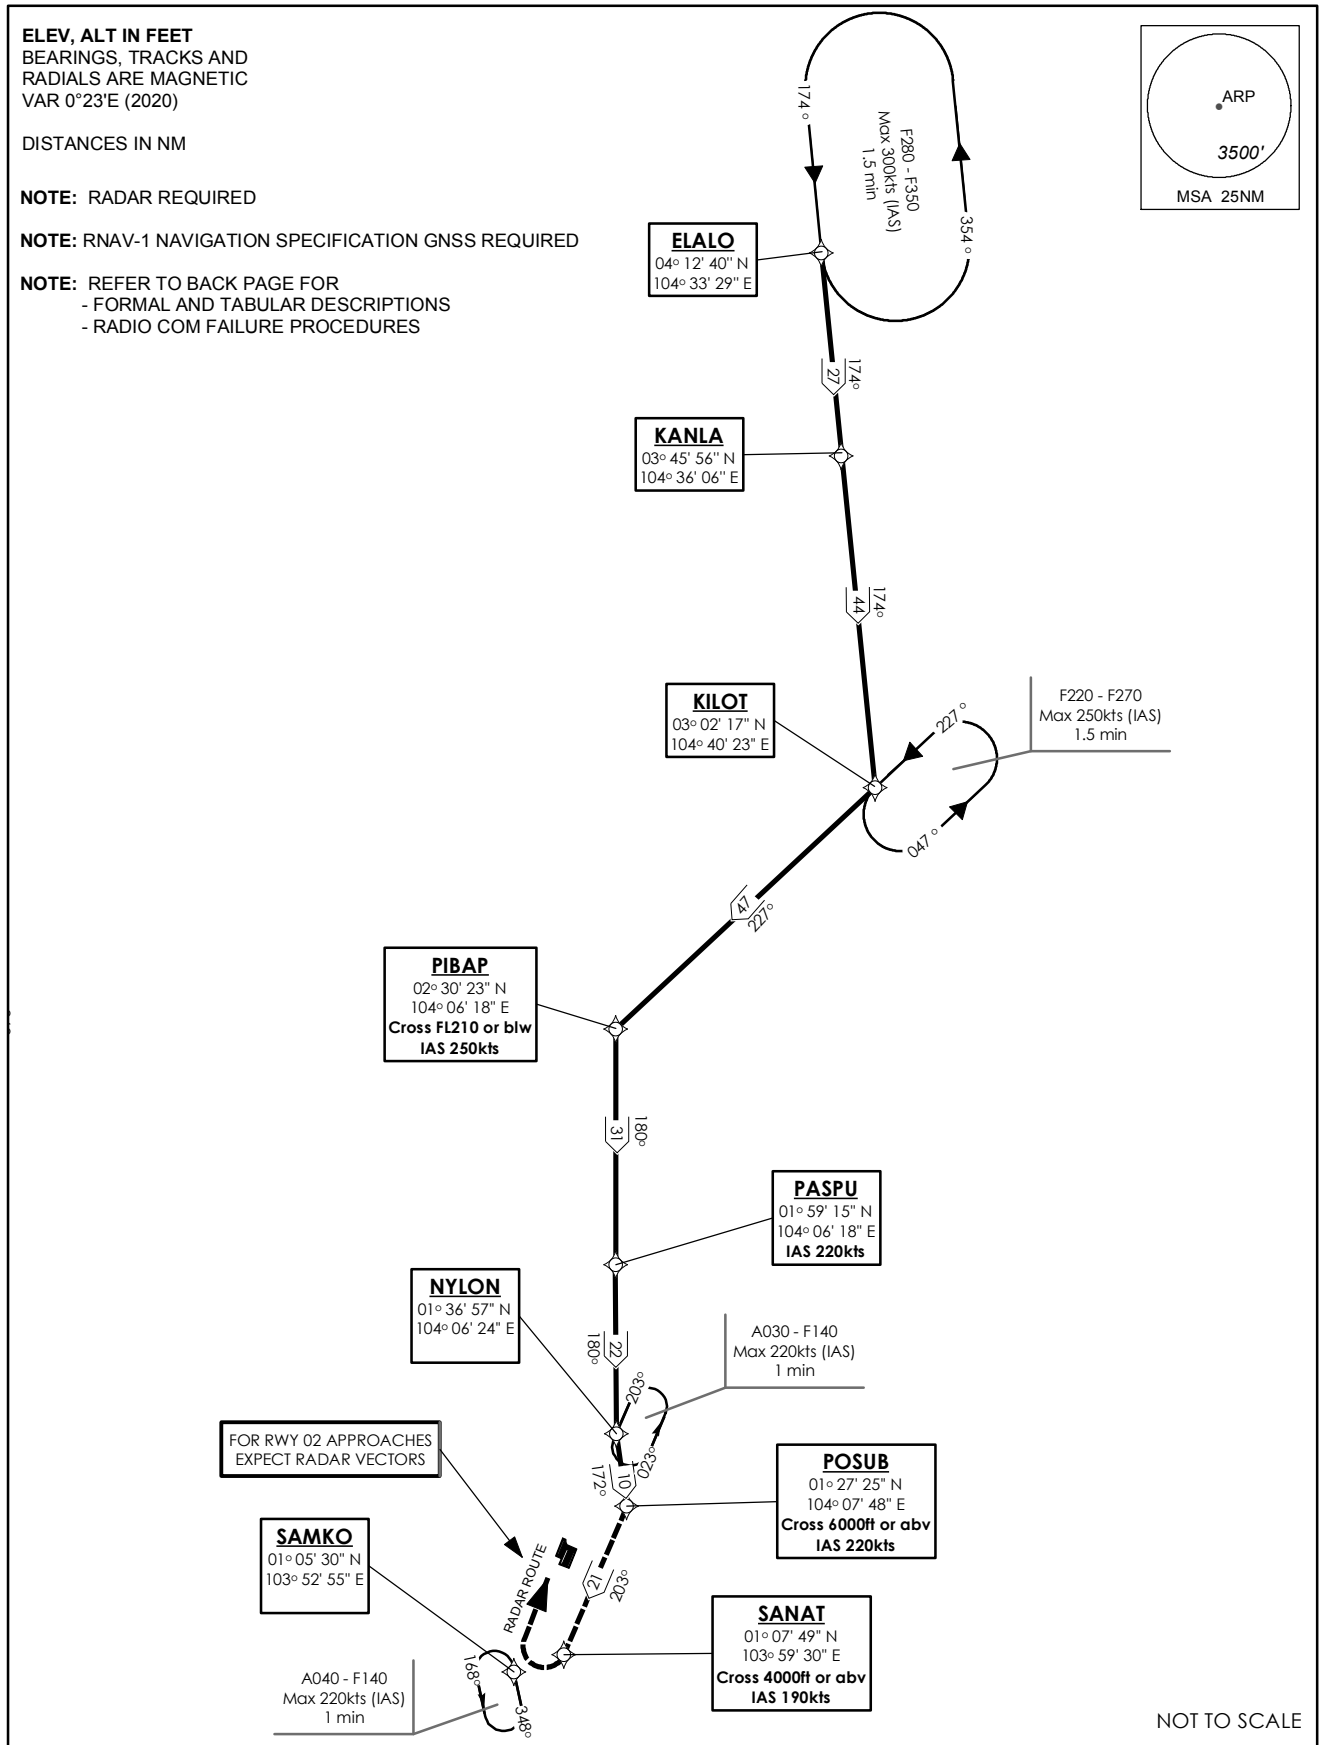 ELEV, ALT IN FEET
BEARINGS, TRACKS AND
RADIALS ARE MAGNETIC
VAR 0°23'E (2020)
DISTANCES IN NM
NOTE: RADAR REQUIRED
NOTE: RNAV-1 NAVIGATION SPECIFICATION GNSS REQUIRED
NOTE: REFER TO BACK PAGE FOR
- FORMAL AND TABULAR DESCRIPTIONS
- RADIO COM FAILURE PROCEDURES
ARP
3500'
MSA 25NM
174°
F280 - F350
Max 300kts (IAS)
1.5 min
354°
ELALO
04° 12' 40" N
104° 33' 29" E
27
174°
KANLA
03° 45' 56" N
104° 36' 06" E
44
174°
KILOT
03° 02' 17" N
104° 40' 23" E
227°
047°
F220 - F270
Max 250kts (IAS)
1.5 min
47
227°
PIBAP
02° 30' 23" N
104° 06' 18" E
Cross FL210 or blw
IAS 250kts
31
180°
PASPU
01° 59' 15" N
104° 06' 18" E
IAS 220kts
NYLON
01° 36' 57" N
104° 06' 24" E
22
180°
A030 - F140
Max 220kts (IAS)
1 min
203°
023°
10
172°
FOR RWY 02 APPROACHES
EXPECT RADAR VECTORS
POSUB
01° 27' 25" N
104° 07' 48" E
Cross 6000ft or abv
IAS 220kts
SAMKO
01° 05' 30" N
103° 52' 55" E
RADAR ROUTE
21
203°
SANAT
01° 07' 49" N
103° 59' 30" E
Cross 4000ft or abv
IAS 190kts
168°
348°
A040 - F140
Max 220kts (IAS)
1 min
NOT TO SCALE